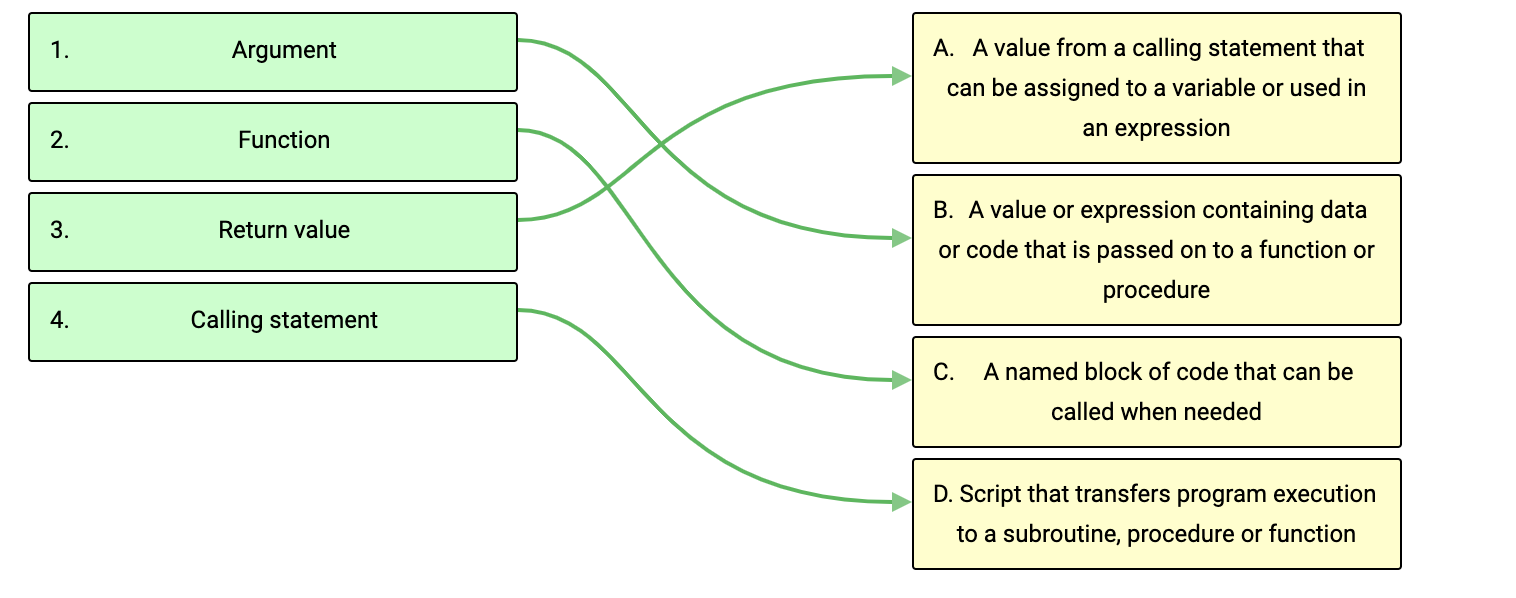 1. Argument
2. Function
3. Return value
4. Calling statement
A. A value from a calling statement that
can be assigned to a variable or used in
an expression
B. A value or expression containing data
or code that is passed on to a function or
procedure
C. A named block of code that can be
called when needed
D. Script that transfers program execution
to a subroutine, procedure or function